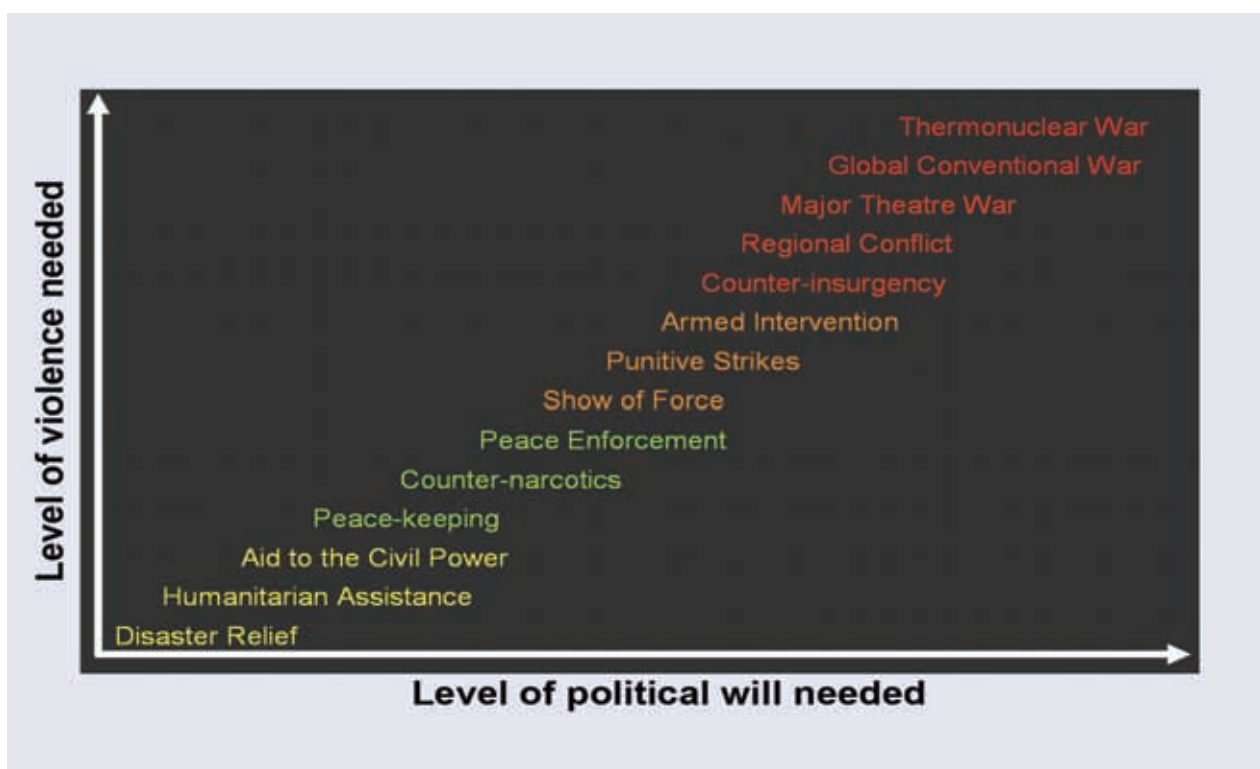 Level of violence needed
Thermonuclear War
Global Conventional War
Major Theatre War
Regional Conflict
Counter-insurgency
Armed Intervention
Punitive Strikes
Show of Force
Peace Enforcement
Counter-narcotics
Peace-keeping
Aid to the Civil Power
Humanitarian Assistance
Disaster Relief
Level of political will needed